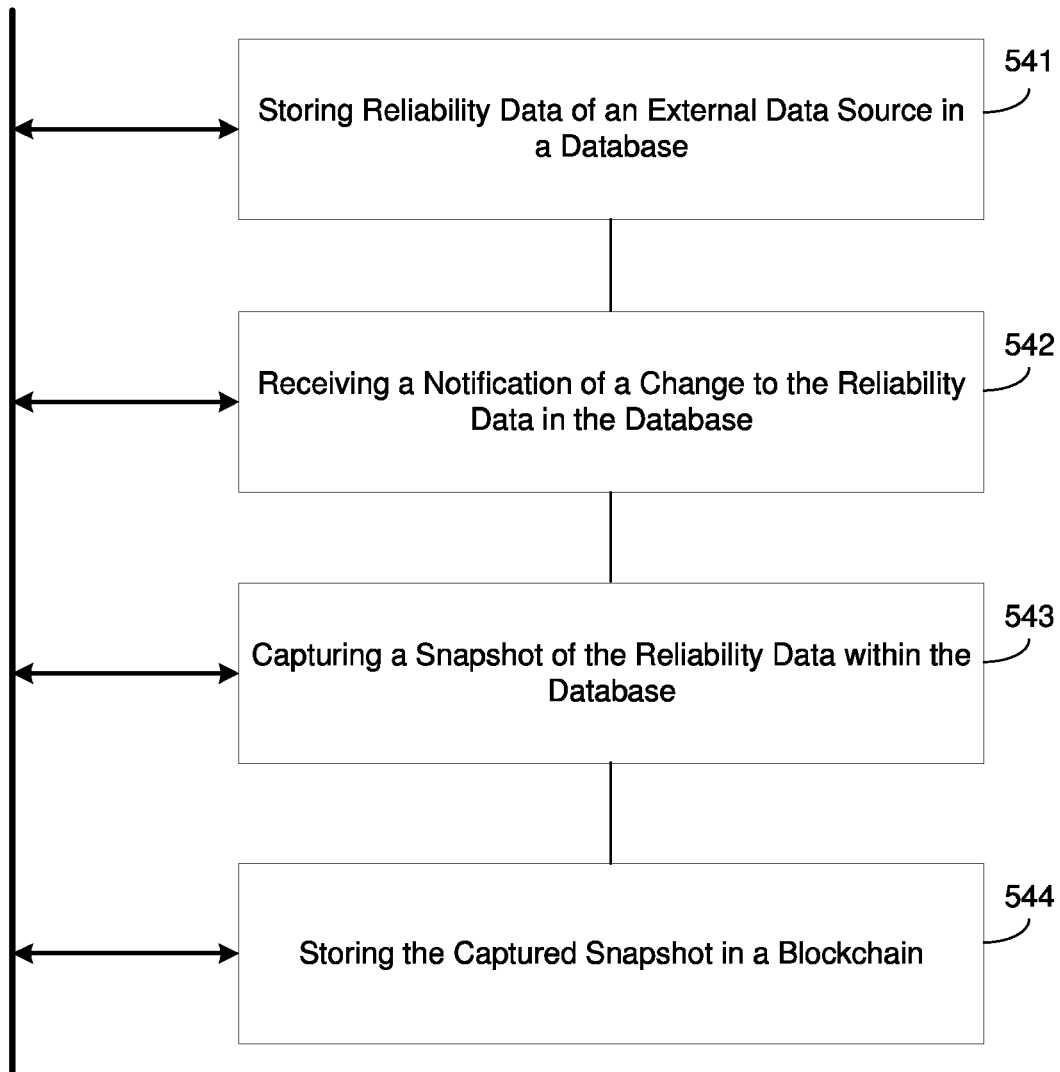 541
Storing Reliability Data of an External Data Source in
a Database
542
Receiving a Notification of a Change to the Reliability
Data in the Database
543
Capturing a Snapshot of the Reliability Data within the
Database
544
Storing the Captured Snapshot in a Blockchain